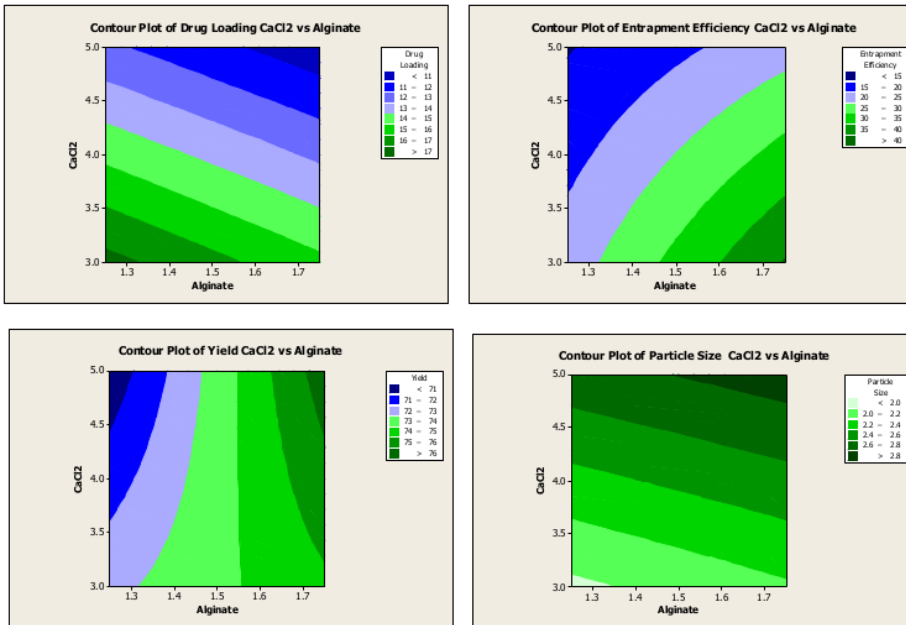 Contour Plot of Drug Loading CaCl2 vs Alginate
5.0
4.5
4.0
3.5
3.0
CaCl2
1.3 1.4 1.5 1.6 1.7
Alginate
Drug
Loading
< 11
11 – 12
12 – 13
13 – 14
14 – 15
15 – 16
16 – 17
> 17
Contour Plot of Entrapment Efficiency CaCl2 vs Alginate
5.0
4.5
4.0
3.5
3.0
CaCl2
1.3 1.4 1.5 1.6 1.7
Alginate
Entrapment
Efficiency
< 15
15 – 20
20 – 25
25 – 30
30 – 35
35 – 40
> 40
Contour Plot of Yield CaCl2 vs Alginate
5.0
4.5
4.0
3.5
3.0
CaCl2
1.3 1.4 1.5 1.6 1.7
Alginate
Yield
< 71
71 – 72
72 – 73
73 – 74
74 – 75
75 – 76
> 76
Contour Plot of Particle Size CaCl2 vs Alginate
5.0
4.5
4.0
3.5
3.0
CaCl2
1.3 1.4 1.5 1.6 1.7
Alginate
Particle
Size
< 2.0
2.0 – 2.2
2.2 – 2.4
2.4 – 2.6
2.6 – 2.8
> 2.8